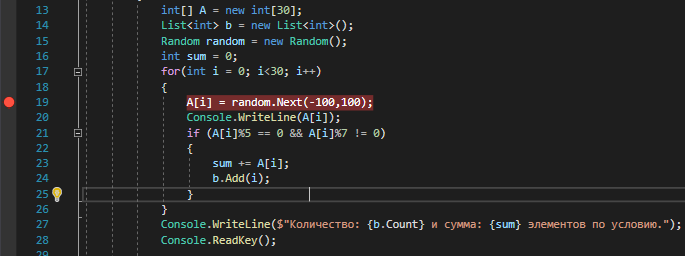 13 int[] A = new int[30];
14 List<int> b = new List<int>();
15 Random random = new Random();
16 int sum = 0;
17 for(int i = 0; i<30; i++)
18 {
19 A[i] = random.Next(-100,100);
20 Console.WriteLine(A[i]);
21 if (A[i]%5 == 0 && A[i]%7 != 0)
22 {
23 sum += A[i];
24 b.Add(i);
25 }
26 }
27 Console.WriteLine($"Количество: {b.Count} и сумма: {sum} элементов по условию.");
28 Console.ReadKey();